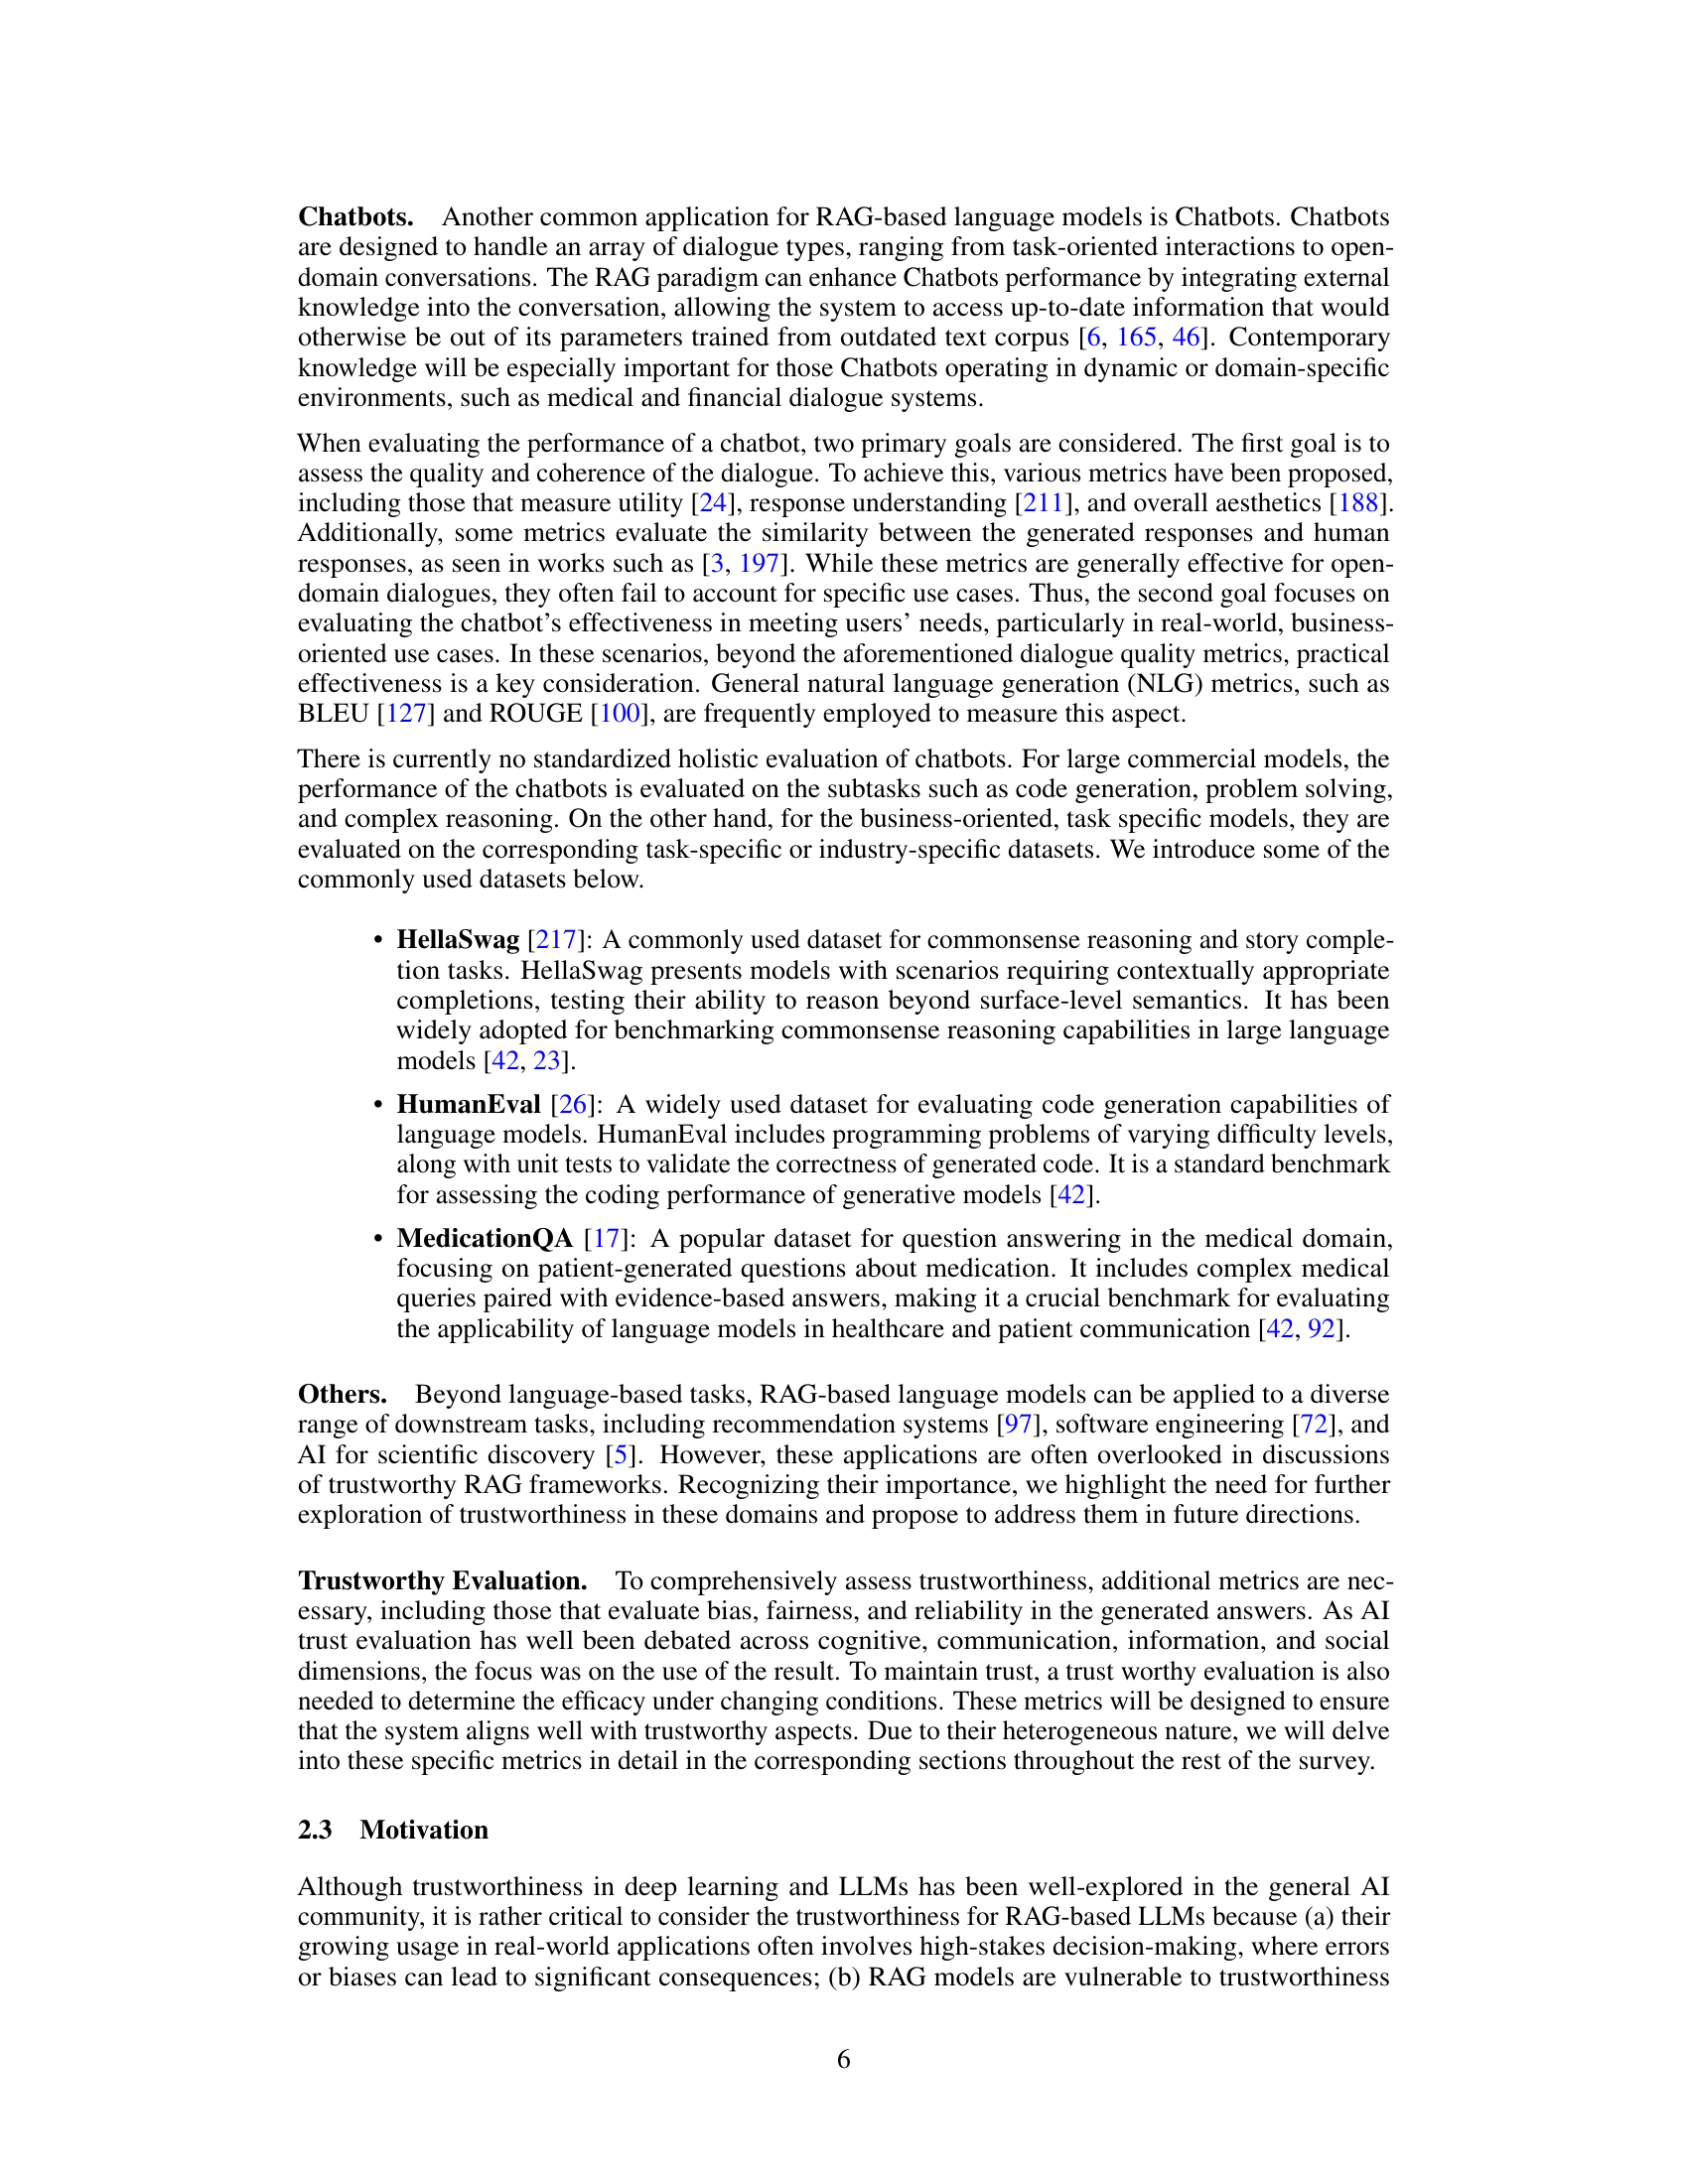 Chatbots. Another common application for RAG-based language models is Chatbots. Chatbots
are designed to handle an array of dialogue types, ranging from task-oriented interactions to open-
domain conversations. The RAG paradigm can enhance Chatbots performance by integrating external
knowledge into the conversation, allowing the system to access up-to-date information that would
otherwise be out of its parameters trained from outdated text corpus [6, 165, 46]. Contemporary
knowledge will be especially important for those Chatbots operating in dynamic or domain-specific
environments, such as medical and financial dialogue systems.
When evaluating the performance of a chatbot, two primary goals are considered. The first goal is to
assess the quality and coherence of the dialogue. To achieve this, various metrics have been proposed,
including those that measure utility [24], response understanding [211], and overall aesthetics [188].
Additionally, some metrics evaluate the similarity between the generated responses and human
responses, as seen in works such as [3, 197]. While these metrics are generally effective for open-
domain dialogues, they often fail to account for specific use cases. Thus, the second goal focuses on
evaluating the chatbot's effectiveness in meeting users' needs, particularly in real-world, business-
oriented use cases. In these scenarios, beyond the aforementioned dialogue quality metrics, practical
effectiveness is a key consideration. General natural language generation (NLG) metrics, such as
BLEU [127] and ROUGE [100], are frequently employed to measure this aspect.
There is currently no standardized holistic evaluation of chatbots. For large commercial models, the
performance of the chatbots is evaluated on the subtasks such as code generation, problem solving,
and complex reasoning. On the other hand, for the business-oriented, task specific models, they are
evaluated on the corresponding task-specific or industry-specific datasets. We introduce some of the
commonly used datasets below.
• HellaSwag [217]: A commonly used dataset for commonsense reasoning and story comple-
tion tasks. HellaSwag presents models with scenarios requiring contextually appropriate
completions, testing their ability to reason beyond surface-level semantics. It has been
widely adopted for benchmarking commonsense reasoning capabilities in large language
models [42, 23].
• HumanEval [26]: A widely used dataset for evaluating code generation capabilities of
language models. HumanEval includes programming problems of varying difficulty levels,
along with unit tests to validate the correctness of generated code. It is a standard benchmark
for assessing the coding performance of generative models [42].
• MedicationQA [17]: A popular dataset for question answering in the medical domain,
focusing on patient-generated questions about medication. It includes complex medical
queries paired with evidence-based answers, making it a crucial benchmark for evaluating
the applicability of language models in healthcare and patient communication [42, 92].
Others. Beyond language-based tasks, RAG-based language models can be applied to a diverse
range of downstream tasks, including recommendation systems [97], software engineering [72], and
AI for scientific discovery [5]. However, these applications are often overlooked in discussions
of trustworthy RAG frameworks. Recognizing their importance, we highlight the need for further
exploration of trustworthiness in these domains and propose to address them in future directions.
Trustworthy Evaluation. To comprehensively assess trustworthiness, additional metrics are nec-
essary, including those that evaluate bias, fairness, and reliability in the generated answers. As AI
trust evaluation has well been debated across cognitive, communication, information, and social
dimensions, the focus was on the use of the result. To maintain trust, a trust worthy evaluation is also
needed to determine the efficacy under changing conditions. These metrics will be designed to ensure
that the system aligns well with trustworthy aspects. Due to their heterogeneous nature, we will delve
into these specific metrics in detail in the corresponding sections throughout the rest of the survey.
2.3 Motivation
Although trustworthiness in deep learning and LLMs has been well-explored in the general AI
community, it is rather critical to consider the trustworthiness for RAG-based LLMs because (a) their
growing usage in real-world applications often involves high-stakes decision-making, where errors
or biases can lead to significant consequences; (b) RAG models are vulnerable to trustworthiness
6